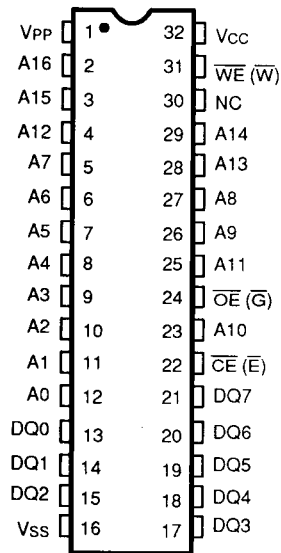 VPP 1 32 VCC
A16 2 31 W̅E̅ (W̅)
A15 3 30 NC
A12 4 29 A14
A7 5 28 A13
A6 6 27 A8
A5 7 26 A9
A4 8 25 A11
A3 9 24 O̅E̅ (G̅)
A2 10 23 A10
A1 11 22 C̅E̅ (E̅)
A0 12 21 DQ7
DQ0 13 20 DQ6
DQ1 14 19 DQ5
DQ2 15 18 DQ4
VSS 16 17 DQ3